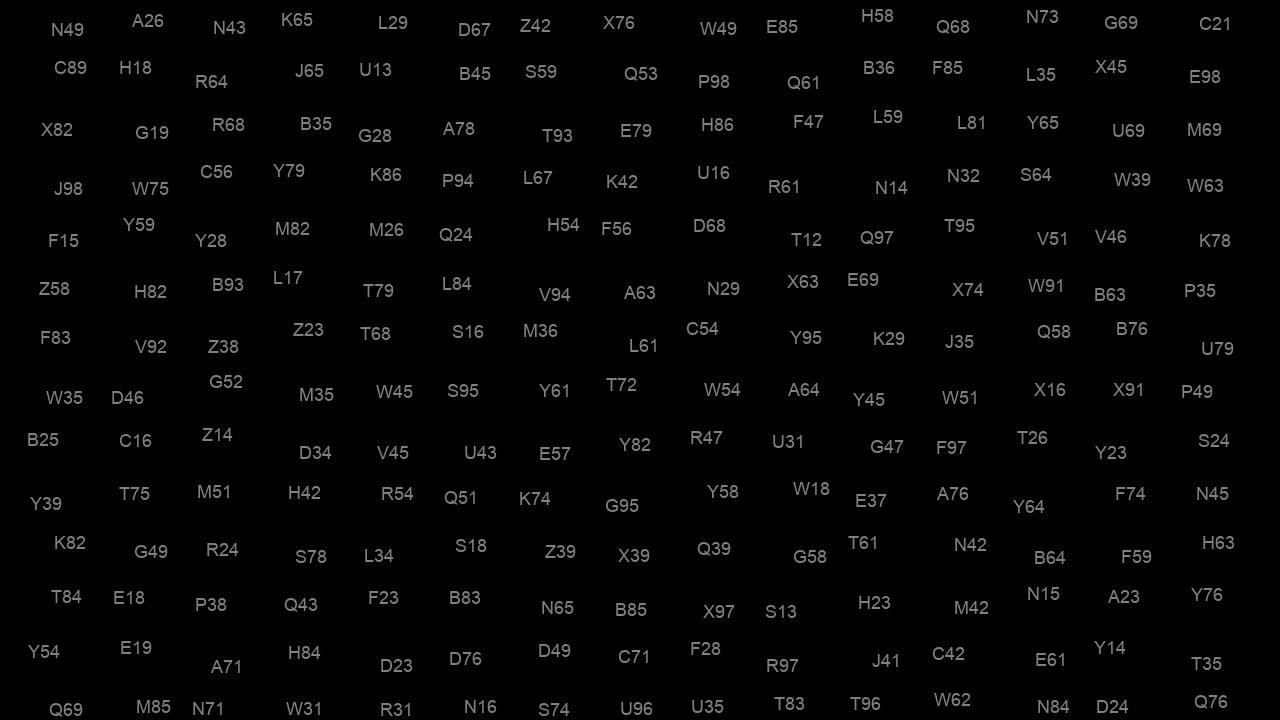 N49 A26 N43 K65 L29 D67 Z42 X76 W49 E85 H58 Q68 N73 G69 C21
C89 H18 R64 J65 U13 B45 S59 Q53 P98 Q61 B36 F85 L35 X45 E98
X82 G19 R68 B35 G28 A78 T93 E79 H86 F47 L59 L81 Y65 U69 M69
J98 W75 C56 Y79 K86 P94 L67 K42 U16 R61 N14 N32 S64 W39 W63
F15 Y59 Y28 M82 M26 Q24 H54 F56 D68 T12 Q97 T95 V51 V46 K78
Z58 H82 B93 L17 T79 L84 V94 A63 N29 X63 E69 X74 W91 B63 P35
F83 V92 Z38 Z23 T68 S16 M36 L61 C54 Y95 K29 J35 Q58 B76 U79
W35 D46 G52 M35 W45 S95 Y61 T72 W54 A64 Y45 W51 X16 X91 P49
B25 C16 Z14 D34 V45 U43 E57 Y82 R47 U31 G47 F97 T26 Y23 S24
Y39 T75 M51 H42 R54 Q51 K74 G95 Y58 W18 E37 A76 Y64 F74 N45
K82 G49 R24 S78 L34 S18 Z39 X39 Q39 G58 T61 N42 B64 F59 H63
T84 E18 P38 Q43 F23 B83 N65 B85 X97 S13 H23 M42 N15 A23 Y76
Y54 E19 A71 H84 D23 D76 D49 C71 F28 R97 J41 C42 E61 Y14 T35
Q69 M85 N71 W31 R31 N16 S74 U96 U35 T83 T96 W62 N84 D24 Q76